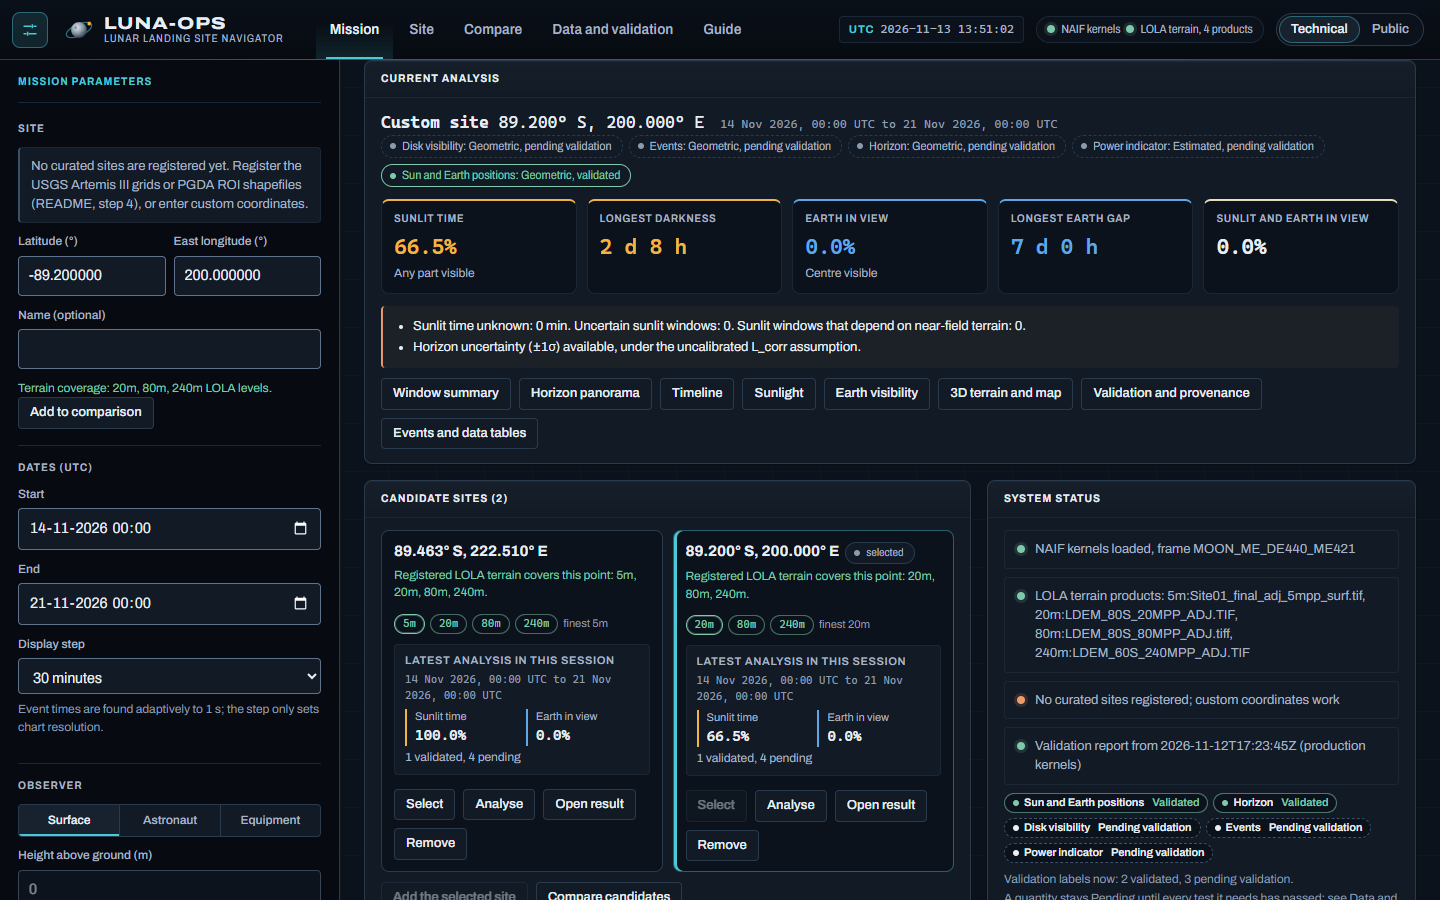 LUNA-OPS
LUNAR LANDING SITE NAVIGATOR
Mission
Site
Compare
Data and validation
Guide
UTC 2026-11-13 13:51:02
NAIF kernels
LOLA terrain, 4 products
Technical
Public
MISSION PARAMETERS
SITE
No curated sites are registered yet. Register the
USGS Artemis III grids or PGDA ROI shapefiles
(README, step 4), or enter custom coordinates.
Latitude (°)
East longitude (°)
-89.200000
200.000000
Name (optional)
Terrain coverage: 20m, 80m, 240m LOLA levels.
Add to comparison
DATES (UTC)
Start
14-11-2026 00:00
End
21-11-2026 00:00
Display step
30 minutes
Event times are found adaptively to 1 s; the step only sets
chart resolution.
OBSERVER
Surface
Astronaut
Equipment
Height above ground (m)
0
CURRENT ANALYSIS
Custom site 89.200° S, 200.000° E 14 Nov 2026, 00:00 UTC to 21 Nov 2026, 00:00 UTC
Disk visibility: Geometric, pending validation
Events: Geometric, pending validation
Horizon: Geometric, pending validation
Power indicator: Estimated, pending validation
Sun and Earth positions: Geometric, validated
SUNLIT TIME
66.5%
Any part visible
LONGEST DARKNESS
2 d 8 h
EARTH IN VIEW
0.0%
Centre visible
LONGEST EARTH GAP
7 d 0 h
SUNLIT AND EARTH IN VIEW
0.0%
• Sunlit time unknown: 0 min. Uncertain sunlit windows: 0. Sunlit windows that depend on near-field terrain: 0.
• Horizon uncertainty (±1σ) available, under the uncalibrated L_corr assumption.
Window summary
Horizon panorama
Timeline
Sunlight
Earth visibility
3D terrain and map
Validation and provenance
Events and data tables
CANDIDATE SITES (2)
89.463° S, 222.510° E
Registered LOLA terrain covers this point: 5m,
20m, 80m, 240m.
5m 20m 80m 240m finest 5m
LATEST ANALYSIS IN THIS SESSION
14 Nov 2026, 00:00 UTC to 21 Nov
2026, 00:00 UTC
Sunlit time
100.0%
Earth in view
0.0%
1 validated, 4 pending
Select
Analyse
Open result
Remove
89.200° S, 200.000° E selected
Registered LOLA terrain covers this point: 20m,
80m, 240m.
20m 80m 240m finest 20m
LATEST ANALYSIS IN THIS SESSION
14 Nov 2026, 00:00 UTC to 21 Nov
2026, 00:00 UTC
Sunlit time
66.5%
Earth in view
0.0%
1 validated, 4 pending
Select
Analyse
Open result
Remove
Add the selected site
Compare candidates
SYSTEM STATUS
NAIF kernels loaded, frame MOON_ME_DE440_ME421
LOLA terrain products: 5m:Site01_final_adj_5mpp_surf.tif,
20m:LDEM_80S_20MPP_ADJ.TIF,
80m:LDEM_80S_80MPP_ADJ.tiff,
240m:LDEM_60S_240MPP_ADJ.TIF
No curated sites registered; custom coordinates work
Validation report from 2026-11-12T17:23:45Z (production
kernels)
Sun and Earth positions Validated
Horizon Validated
Disk visibility Pending validation
Events Pending validation
Power indicator Pending validation
Validation labels now: 2 validated, 3 pending validation.
A quantity stays Pending until every test it needs has passed; see Data and